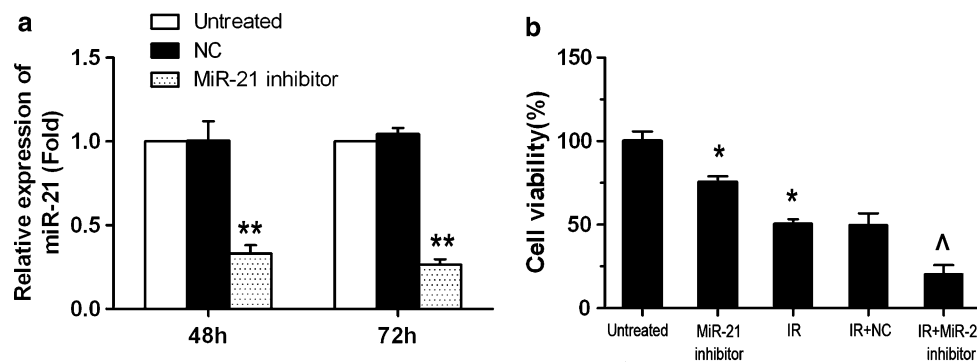 a
Untreated
NC
MiR-21 inhibitor
Relative expression of
miR-21 (Fold)
1.5
1.0
0.5
0.0
**
**
48h
72h
b
Cell viability(%)
150
100
50
0
*
*
^
Untreated
MiR-21
inhibitor
IR
IR+NC
IR+MiR-2
inhibitor